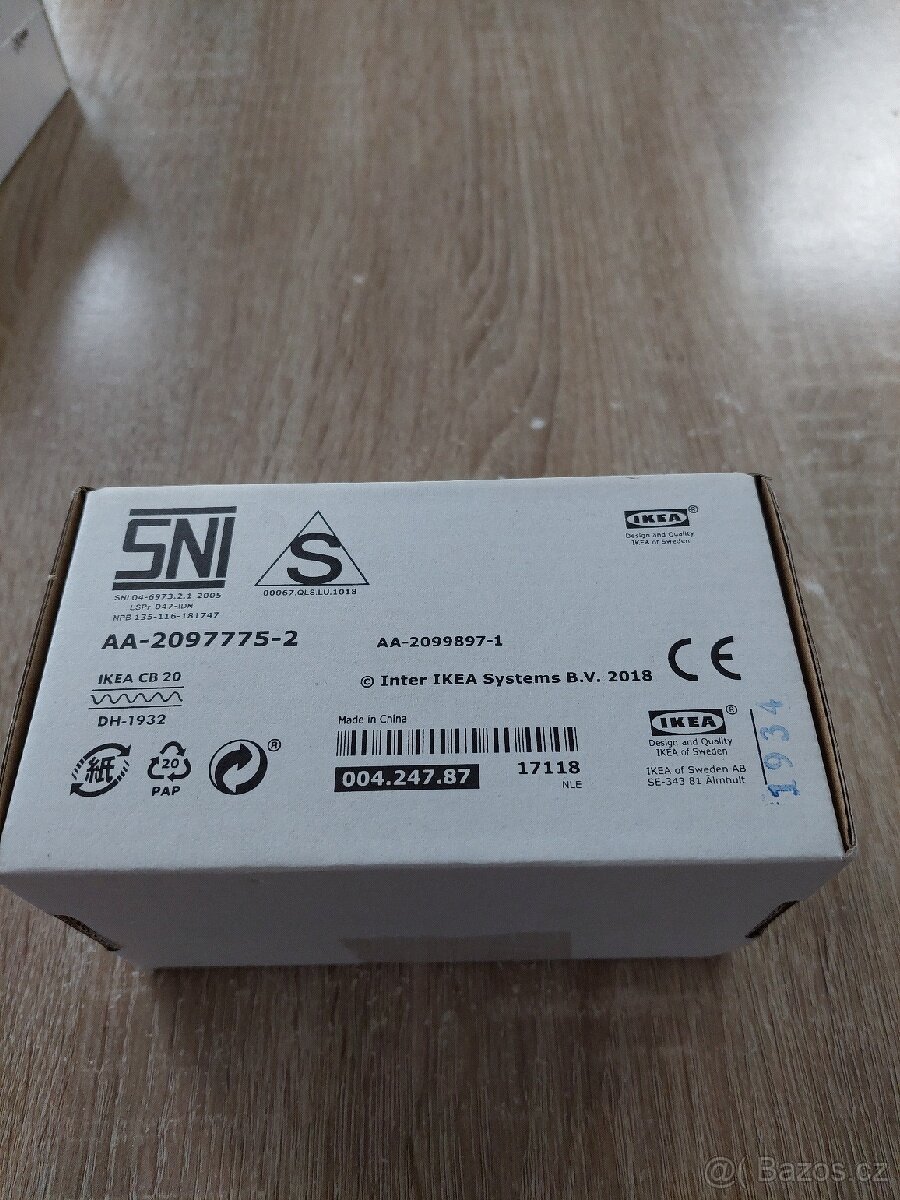 SNI
SNI 04-6973.2.1 2005
LSPr 047-IDN
NPB 135-116-181747
S
00067.QLS.LU.1018
IKEA®
Design and Quality
IKEA of Sweden
AA-2097775-2
AA-2099897-1
IKEA CB 20
DH-1932
© Inter IKEA Systems B.V. 2018
CE
Made in China
004.247.87
17118
NLE
紙
20
PAP
®
IKEA®
Design and Quality
IKEA of Sweden
IKEA of Sweden AB
SE-343 81 Älmhult
1934
@( Bazos.cz